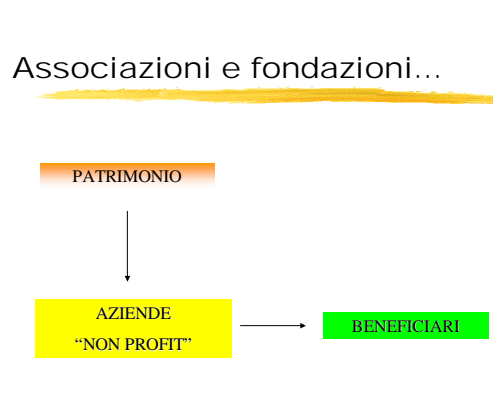 Associazioni e fondazioni...
PATRIMONIO
AZIENDE
“NON PROFIT”
BENEFICIARI